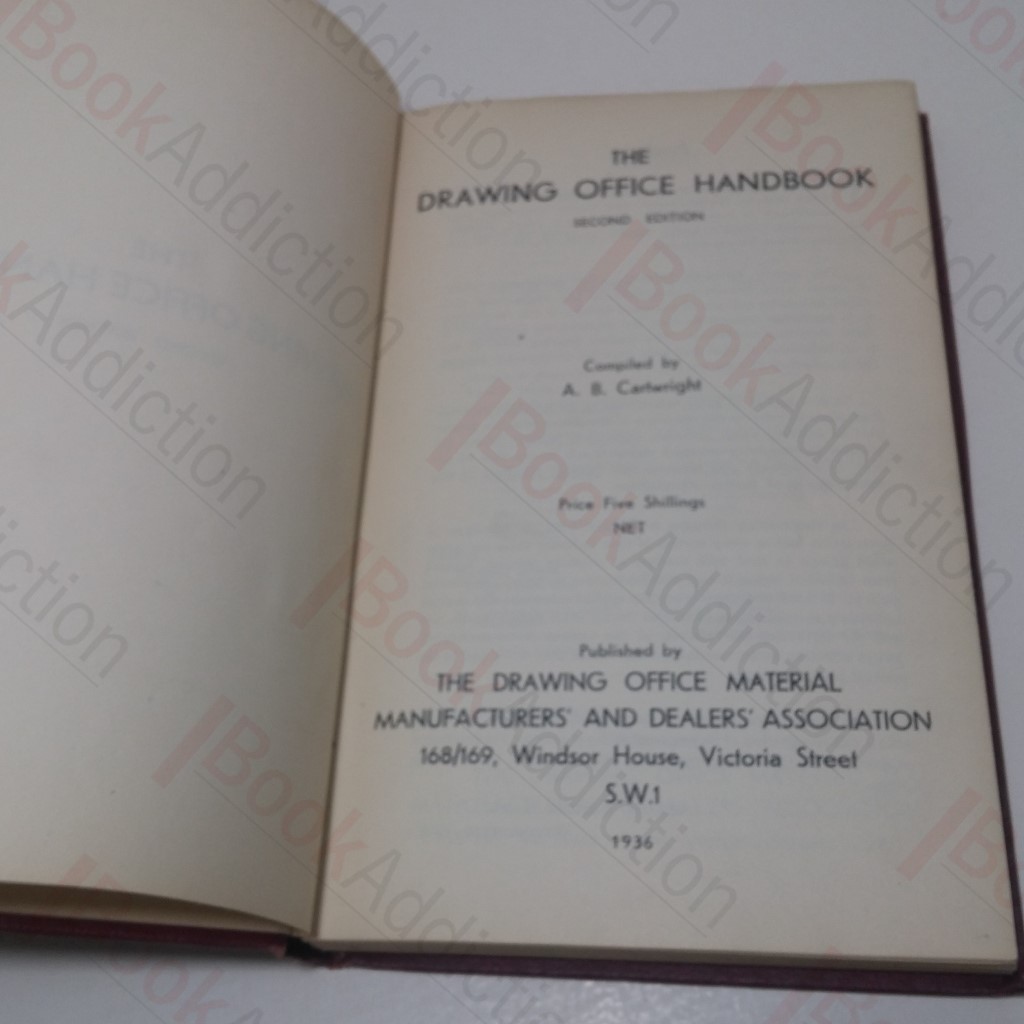 THE
DRAWING OFFICE HANDBOOK
SECOND EDITION
Compiled by
A. B. Cartwright
Price Five Shillings
NET
Published by
THE DRAWING OFFICE MATERIAL
MANUFACTURERS' AND DEALERS' ASSOCIATION
168/169, Windsor House, Victoria Street
S.W.1
1936
BookAddiction